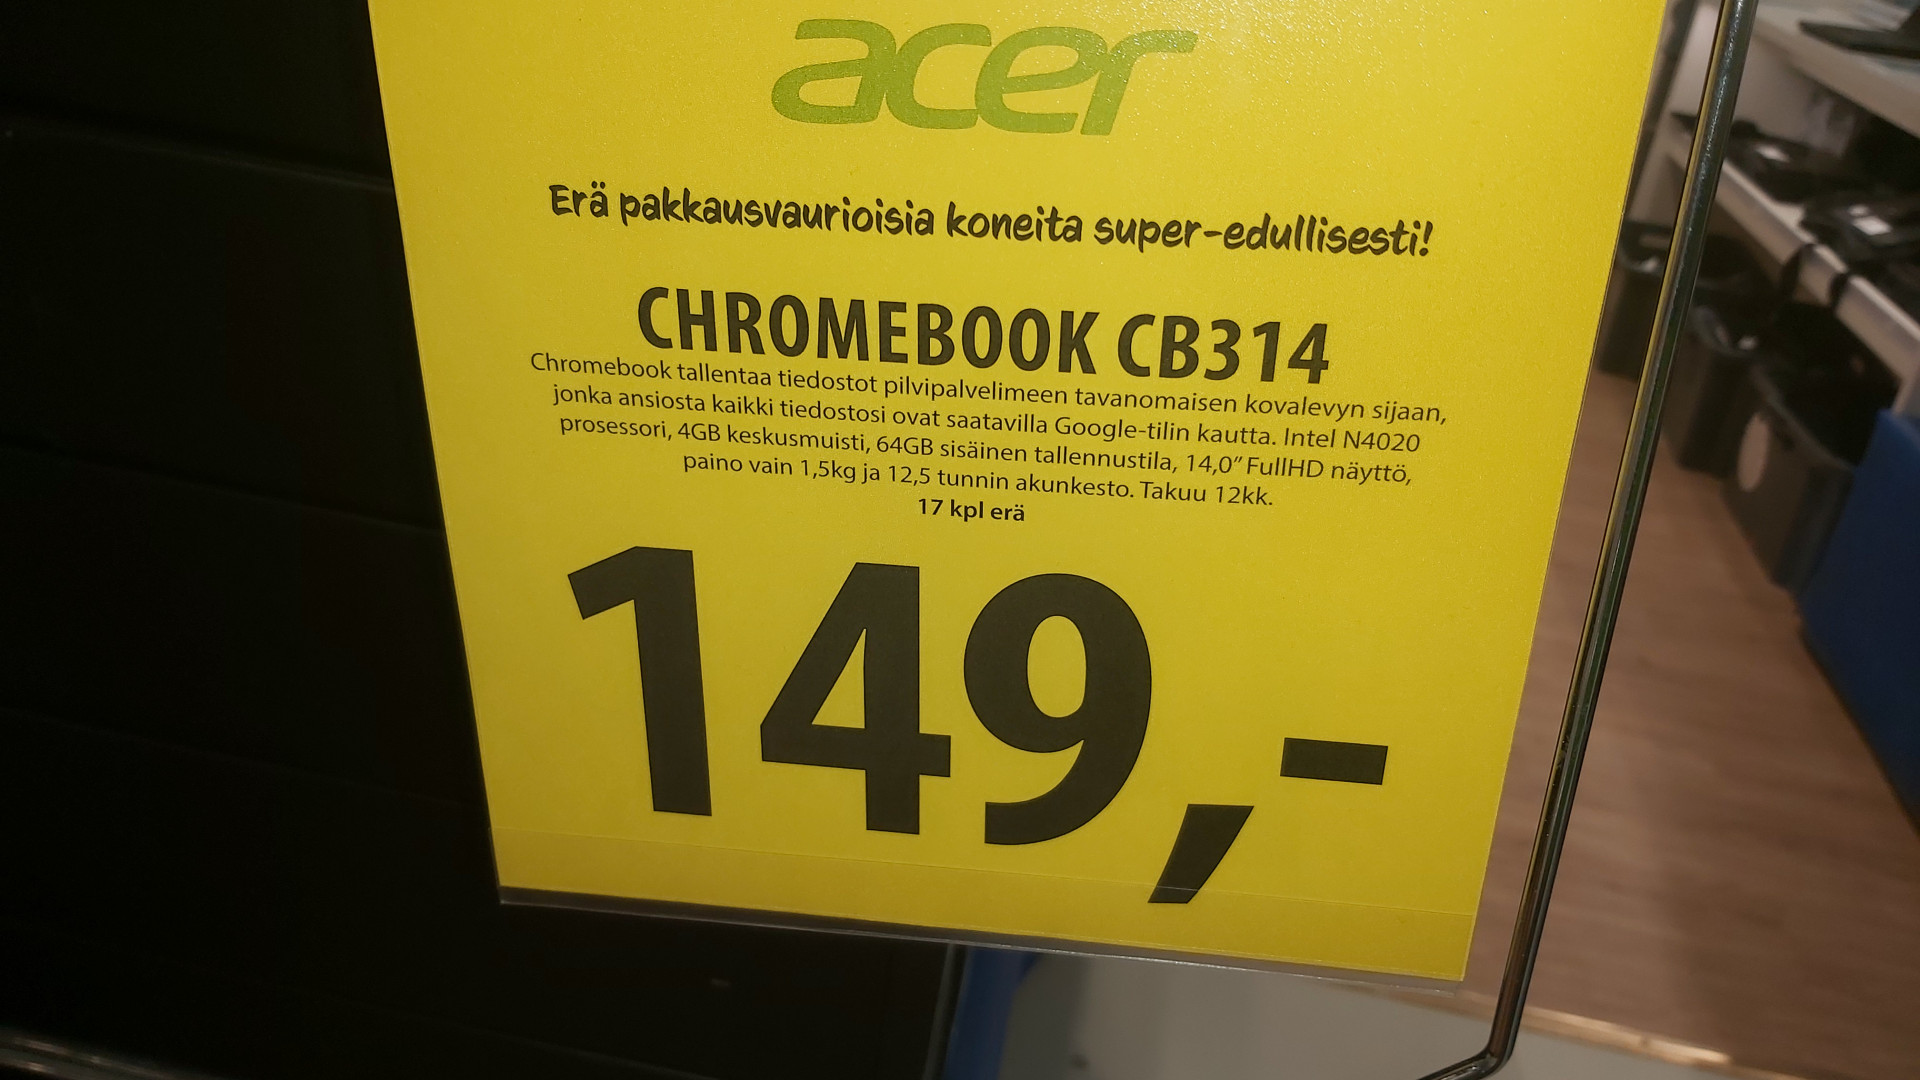 acer
Erä pakkausvaurioisia koneita super-edullisesti!
CHROMEBOOK CB314
Chromebook tallentaa tiedostot pilvipalvelimeen tavanomaisen kovalevyn sijaan,
jonka ansiosta kaikki tiedostosi ovat saatavilla Google-tilin kautta. Intel N4020
prosessori, 4GB keskusmuisti, 64GB sisäinen tallennustila, 14,0” FullHD näyttö,
paino vain 1,5kg ja 12,5 tunnin akunkesto. Takuu 12kk.
17 kpl erä
149,-